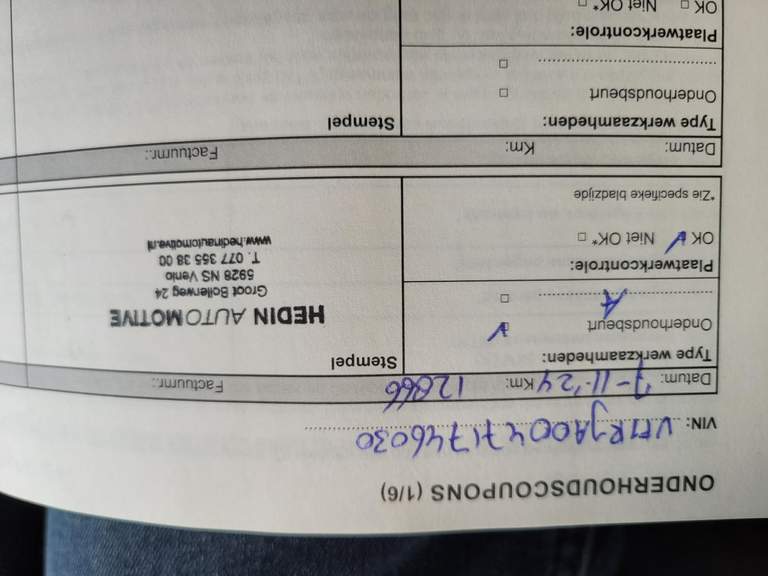 ONDERHOUDSCOUPONS (1/6)
VIN: VF1RJA00471746030
Datum: 7-11-'24 Km: 12866 Factuurnr.:
Type werkzaamheden:
Onderhoudsbeurt
A
Stempel
HEDIN AUTOMOTIVE
Groot Bollerweg 24
5928 NS Venlo
T. 077 355 38 00
www.hedinautomotive.nl
Plaatwerkcontrole:
OK Niet OK*
*Zie specifieke bladzijde
Datum: Km: Factuurnr.:
Type werkzaamheden:
Onderhoudsbeurt
Stempel
Plaatwerkcontrole:
OK Niet OK*